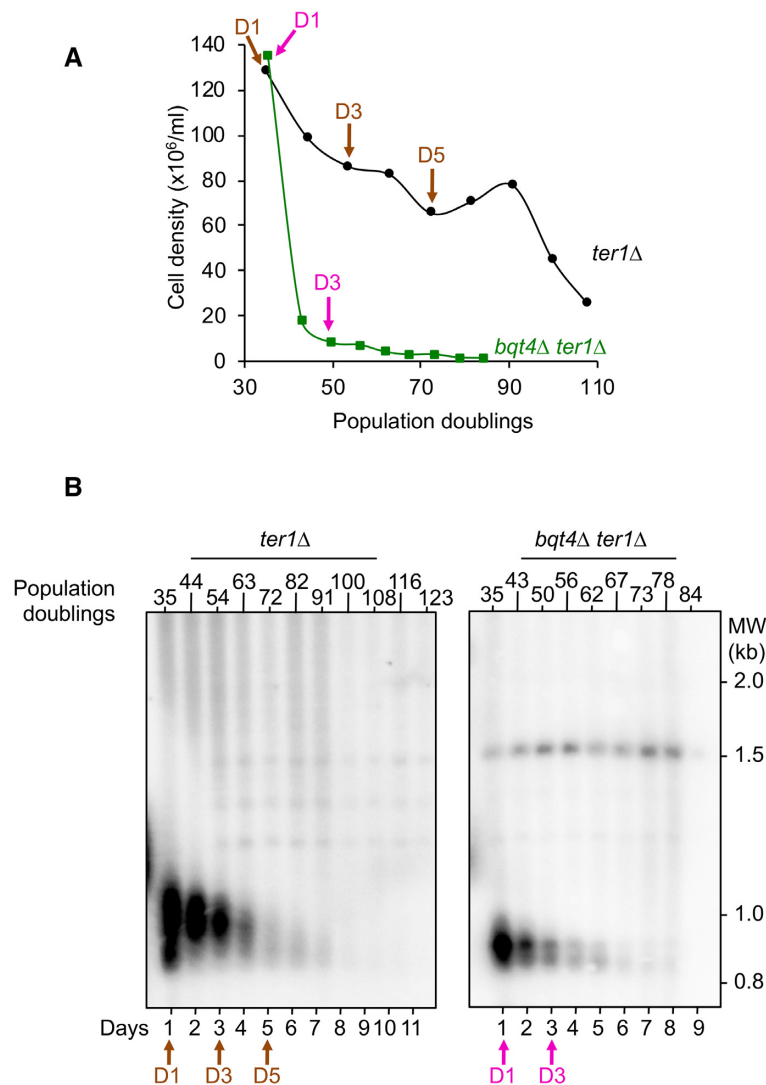 A
D1 D1
140
120
100
80
60
40
20
0
Cell density (x10⁶/ml)
D3
D5
D3
ter1Δ
bqt4Δ ter1Δ
30 50 70 90 110
Population doublings
B
ter1Δ
bqt4Δ ter1Δ
Population doublings
35 44 54 63 72 82 91 100 108 116 123
35 43 50 56 62 67 73 78 84
MW (kb)
2.0
1.5
1.0
0.8
Days 1 2 3 4 5 6 7 8 9 10 11
1 2 3 4 5 6 7 8 9
D1 D3 D5
D1 D3